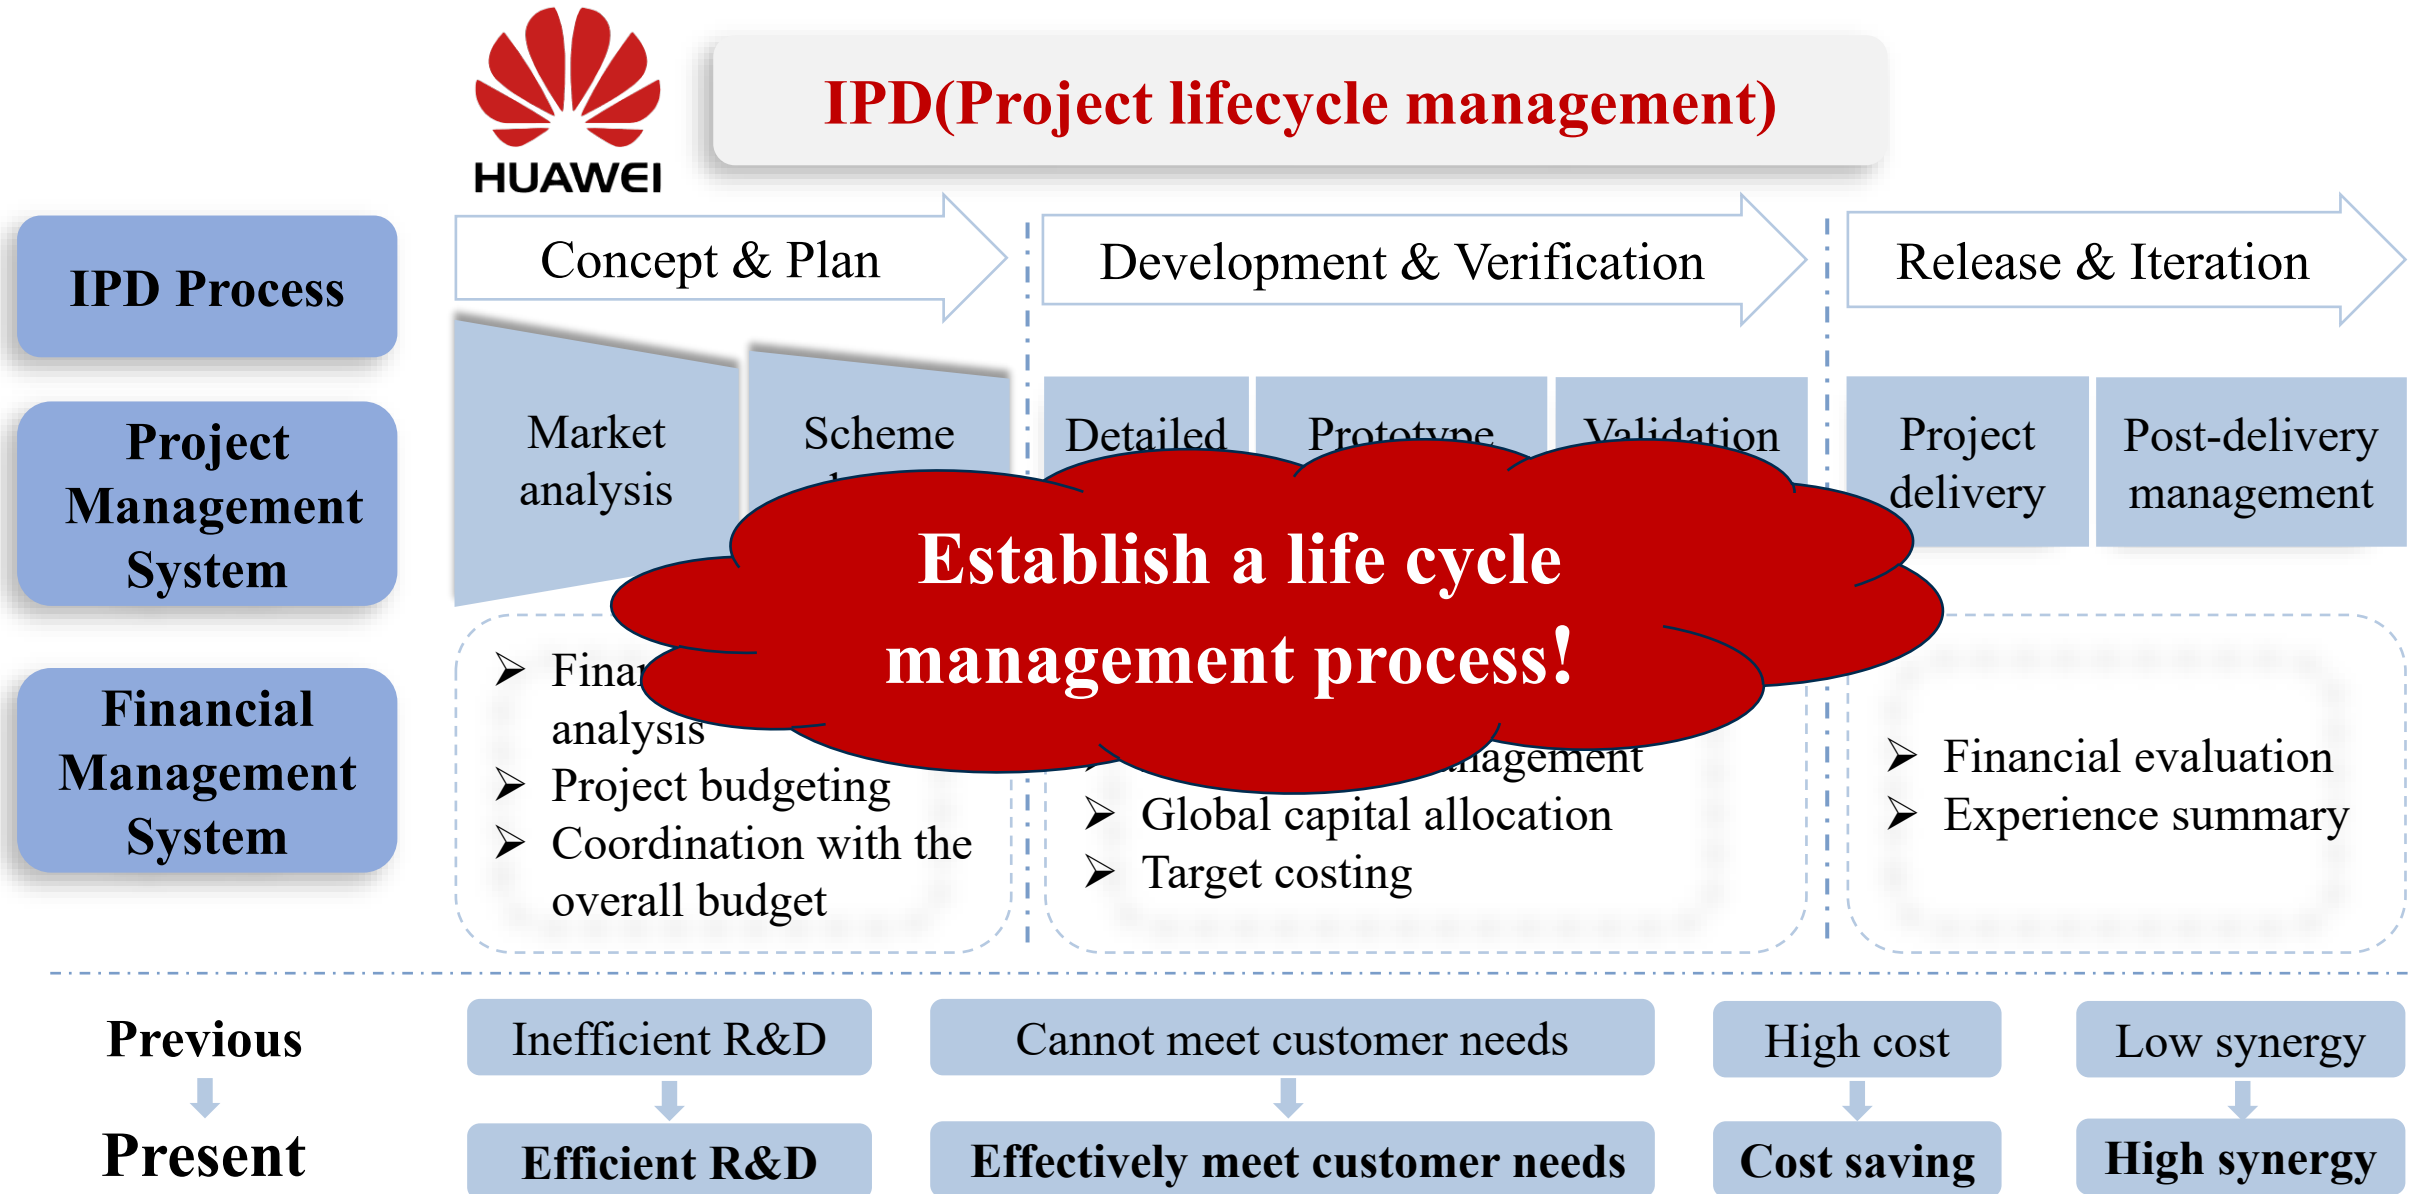 HUAWEI
IPD(Project lifecycle management)
IPD Process
Concept & Plan
Development & Verification
Release & Iteration
Project
Management
System
Market
analysis
Scheme
Detailed
Prototype
Validation
Project
delivery
Post-delivery
management
Establish a life cycle
management process!
Financial
Management
System
analysis
➢ Project budgeting
➢ Coordination with the
overall budget
➢ Global capital allocation
➢ Target costing
➢ Financial evaluation
➢ Experience summary
Previous
Inefficient R&D
Cannot meet customer needs
High cost
Low synergy
Present
Efficient R&D
Effectively meet customer needs
Cost saving
High synergy